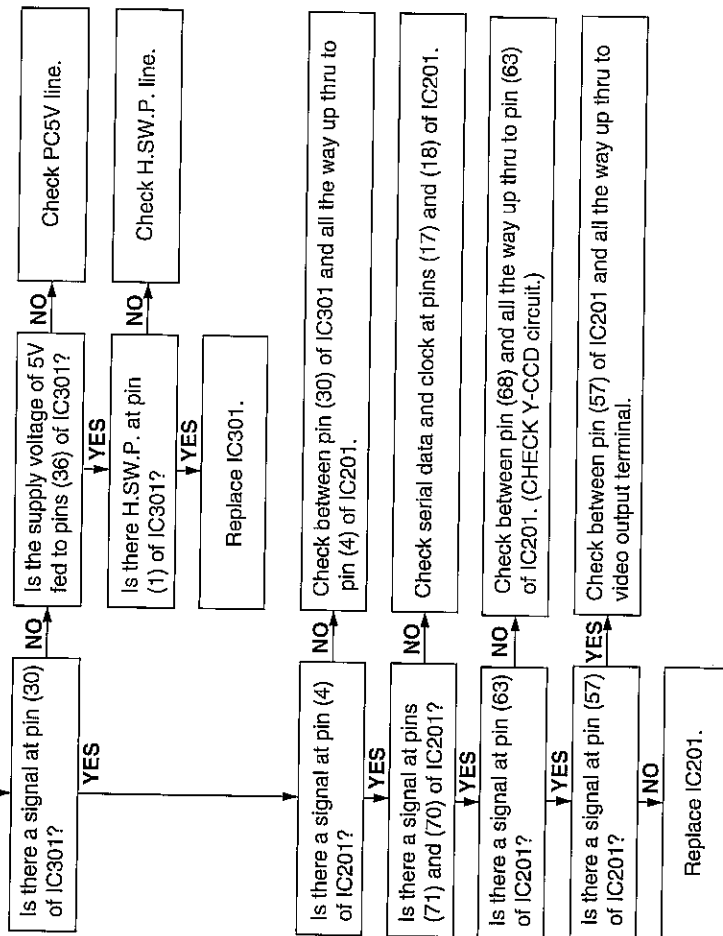 Is there a signal at pin (30)
of IC301?
NO
Is the supply voltage of 5V
fed to pins (36) of IC301?
NO
Check PC5V line.
YES
Is there H.SW.P. at pin
(1) of IC301?
NO
Check H.SW.P. line.
YES
Replace IC301.
YES
Is there a signal at pin (4)
of IC201?
NO
Check between pin (30) of IC301 and all the way up thru to
pin (4) of IC201.
YES
Is there a signal at pins
(71) and (70) of IC201?
NO
Check serial data and clock at pins (17) and (18) of IC201.
YES
Is there a signal at pin (63)
of IC201?
NO
Check between pin (68) and all the way up thru to pin (63)
of IC201. (CHECK Y-CCD circuit.)
YES
Is there a signal at pin (57)
of IC201?
YES
Check between pin (57) of IC201 and all the way up thru to
video output terminal.
NO
Replace IC201.